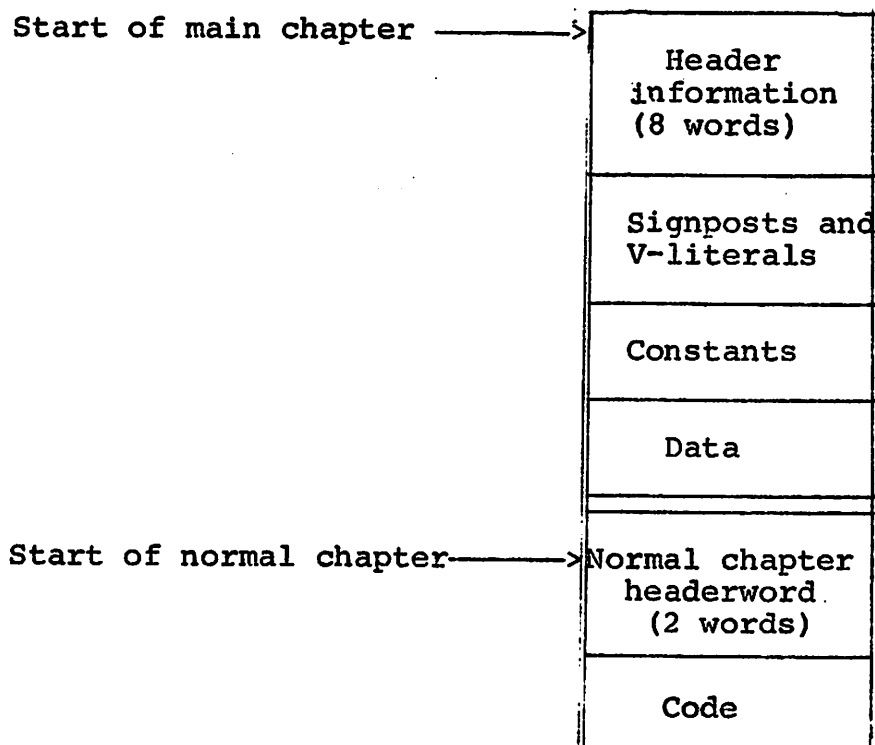 Start of main chapter
Header
information
(8 words)
Signposts and
V-literals
Constants
Data
Start of normal chapter
Normal chapter
headerword
(2 words)
Code